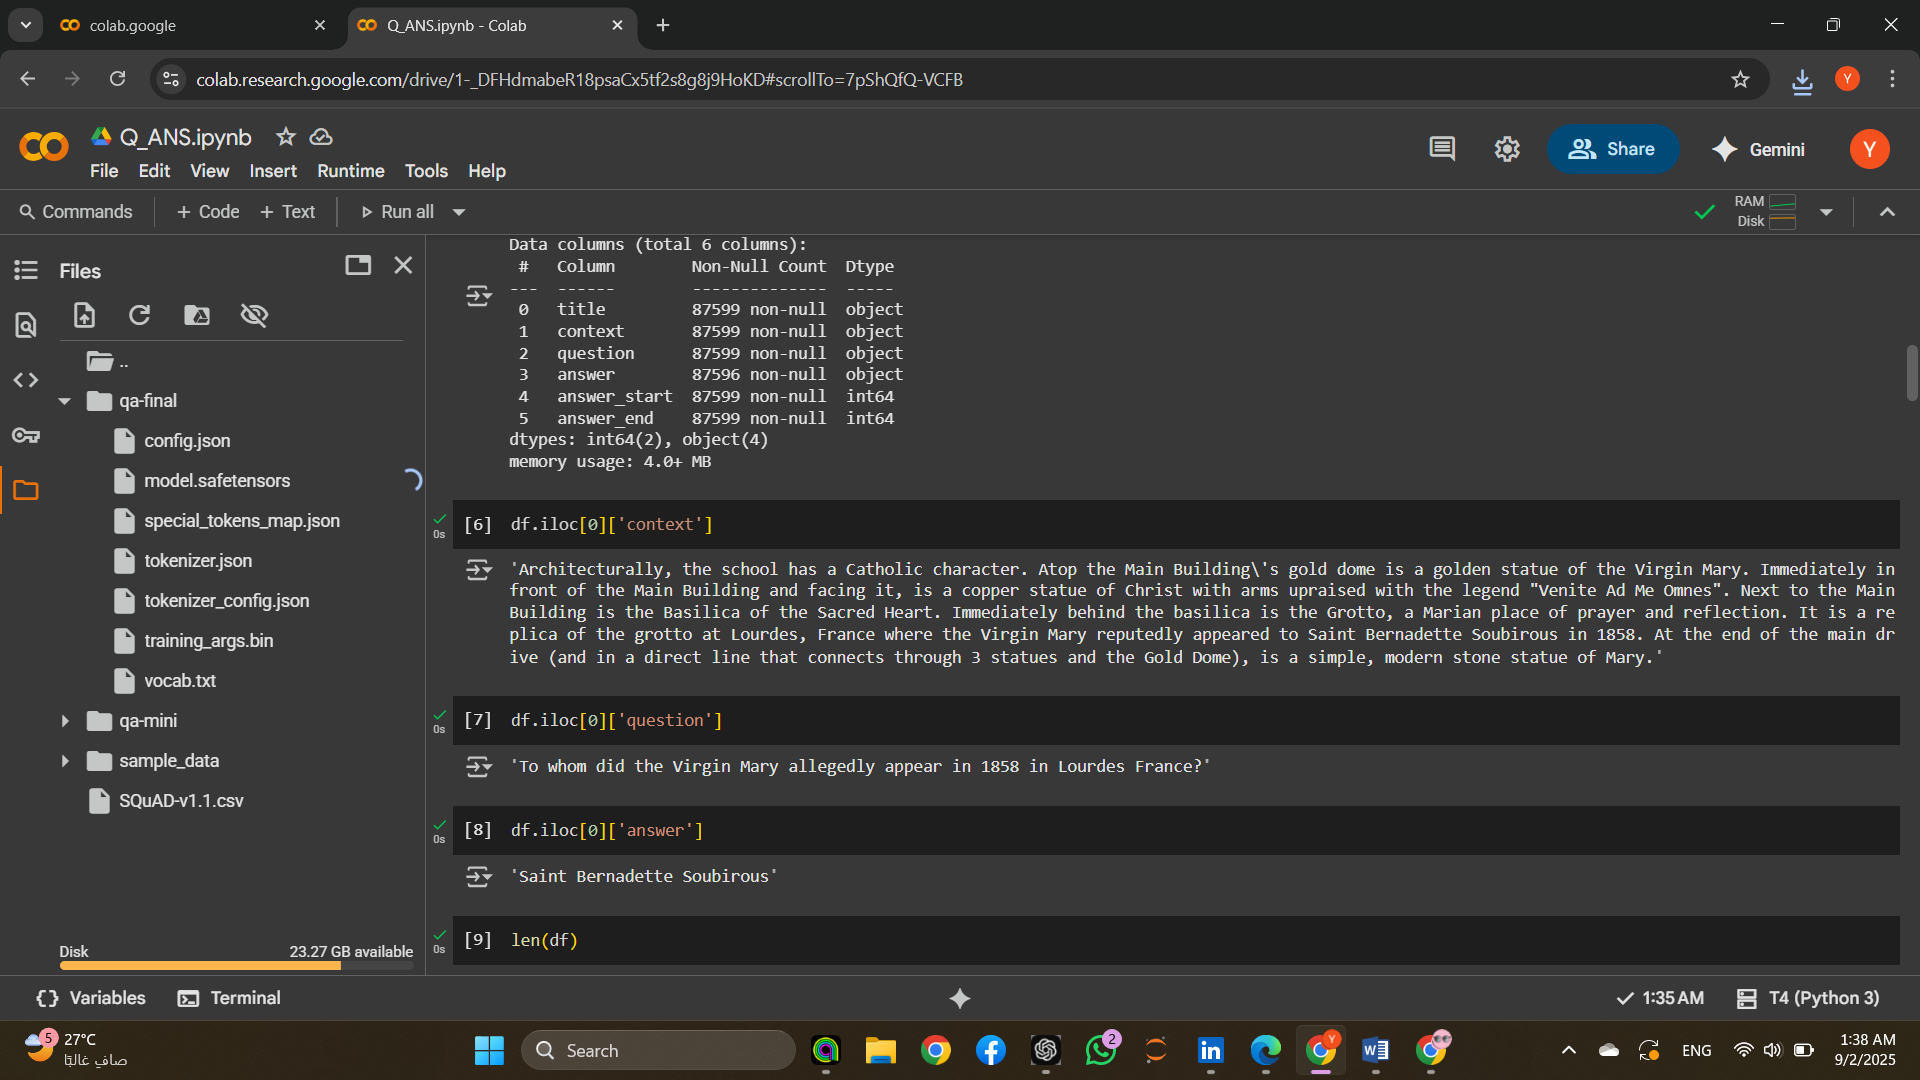 colab.google
Q_ANS.ipynb - Colab
colab.research.google.com/drive/1-_DFHdmabeR18psaCx5tf2s8g8j9HoKD#scrollTo=7pShQfQ-VCFB
Y
Q_ANS.ipynb
File Edit View Insert Runtime Tools Help
Share
Gemini
Y
Commands + Code + Text Run all
RAM
Disk
Files
..
qa-final
config.json
model.safetensors
special_tokens_map.json
tokenizer.json
tokenizer_config.json
training_args.bin
vocab.txt
qa-mini
sample_data
SQuAD-v1.1.csv
Disk 23.27 GB available
Data columns (total 6 columns):
# Column Non-Null Count Dtype
--- ------ -------------- -----
0 title 87599 non-null object
1 context 87599 non-null object
2 question 87599 non-null object
3 answer 87596 non-null object
4 answer_start 87599 non-null int64
5 answer_end 87599 non-null int64
dtypes: int64(2), object(4)
memory usage: 4.0+ MB
0s
[6] df.iloc[0]['context']
'Architecturally, the school has a Catholic character. Atop the Main Building\'s gold dome is a golden statue of the Virgin Mary. Immediately in
front of the Main Building and facing it, is a copper statue of Christ with arms upraised with the legend "Venite Ad Me Omnes". Next to the Main
Building is the Basilica of the Sacred Heart. Immediately behind the basilica is the Grotto, a Marian place of prayer and reflection. It is a re
plica of the grotto at Lourdes, France where the Virgin Mary reputedly appeared to Saint Bernadette Soubirous in 1858. At the end of the main dr
ive (and in a direct line that connects through 3 statues and the Gold Dome), is a simple, modern stone statue of Mary.'
0s
[7] df.iloc[0]['question']
'To whom did the Virgin Mary allegedly appear in 1858 in Lourdes France?'
0s
[8] df.iloc[0]['answer']
'Saint Bernadette Soubirous'
0s
[9] len(df)
Variables
Terminal
1:35 AM
T4 (Python 3)
5
27°C
صافٍ غالبًا
Search
2
Y
ENG
1:38 AM
9/2/2025